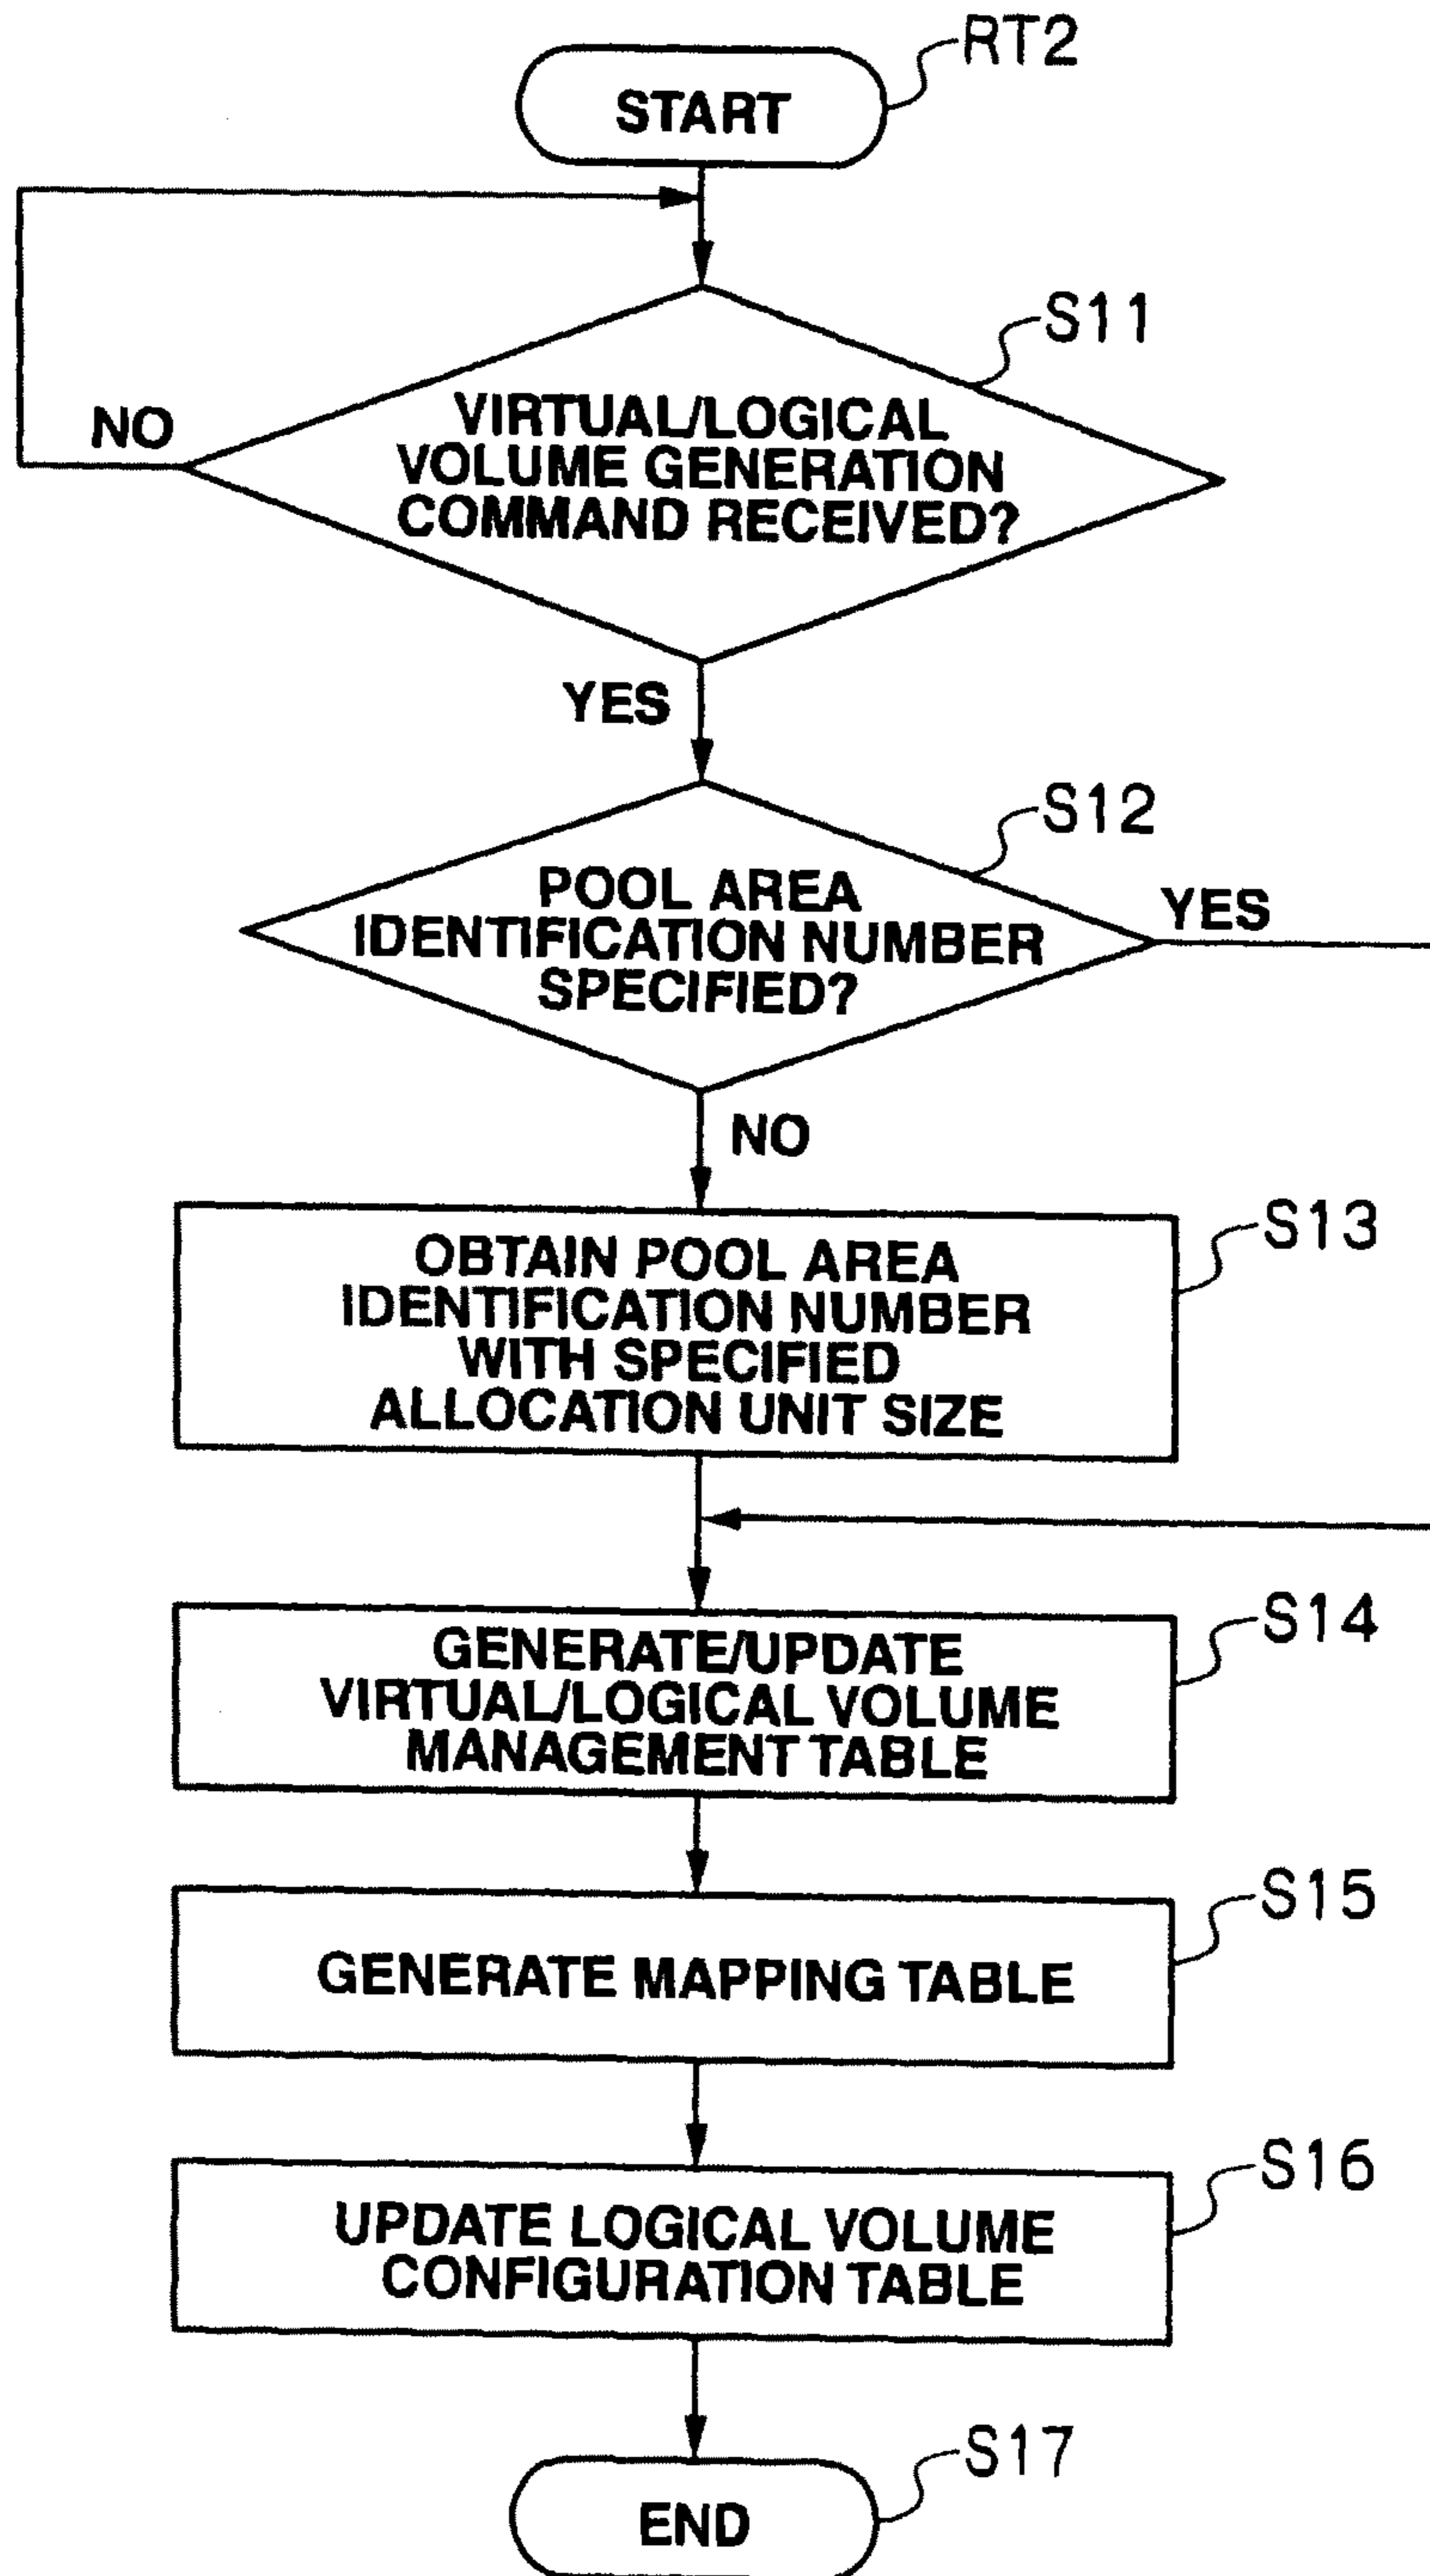 RT2
START
S11
VIRTUAL/LOGICAL
VOLUME GENERATION
COMMAND RECEIVED?
NO
YES
S12
POOL AREA
IDENTIFICATION NUMBER
SPECIFIED?
YES
NO
S13
OBTAIN POOL AREA
IDENTIFICATION NUMBER
WITH SPECIFIED
ALLOCATION UNIT SIZE
S14
GENERATE/UPDATE
VIRTUAL/LOGICAL VOLUME
MANAGEMENT TABLE
S15
GENERATE MAPPING TABLE
S16
UPDATE LOGICAL VOLUME
CONFIGURATION TABLE
S17
END